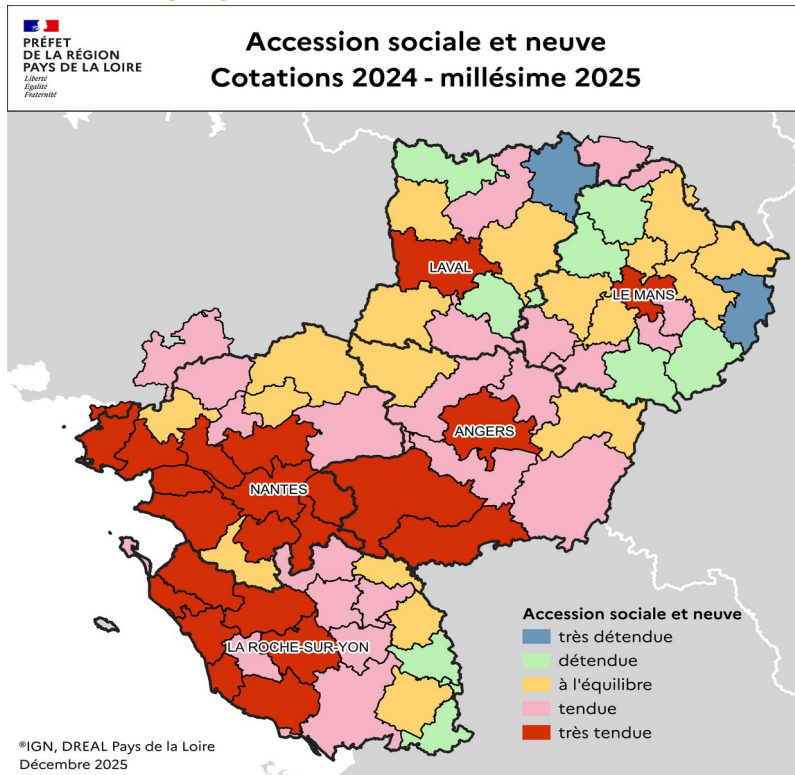 PRÉFET
DE LA RÉGION
PAYS DE LA LOIRE
Liberté
Égalité
Fraternité
Accession sociale et neuve
Cotations 2024 - millésime 2025
LAVAL
LE MANS
ANGERS
NANTES
LA ROCHE-SUR-YON
Accession sociale et neuve
très détendue
détendue
à l'équilibre
tendue
très tendue
®IGN, DREAL Pays de la Loire
Décembre 2025